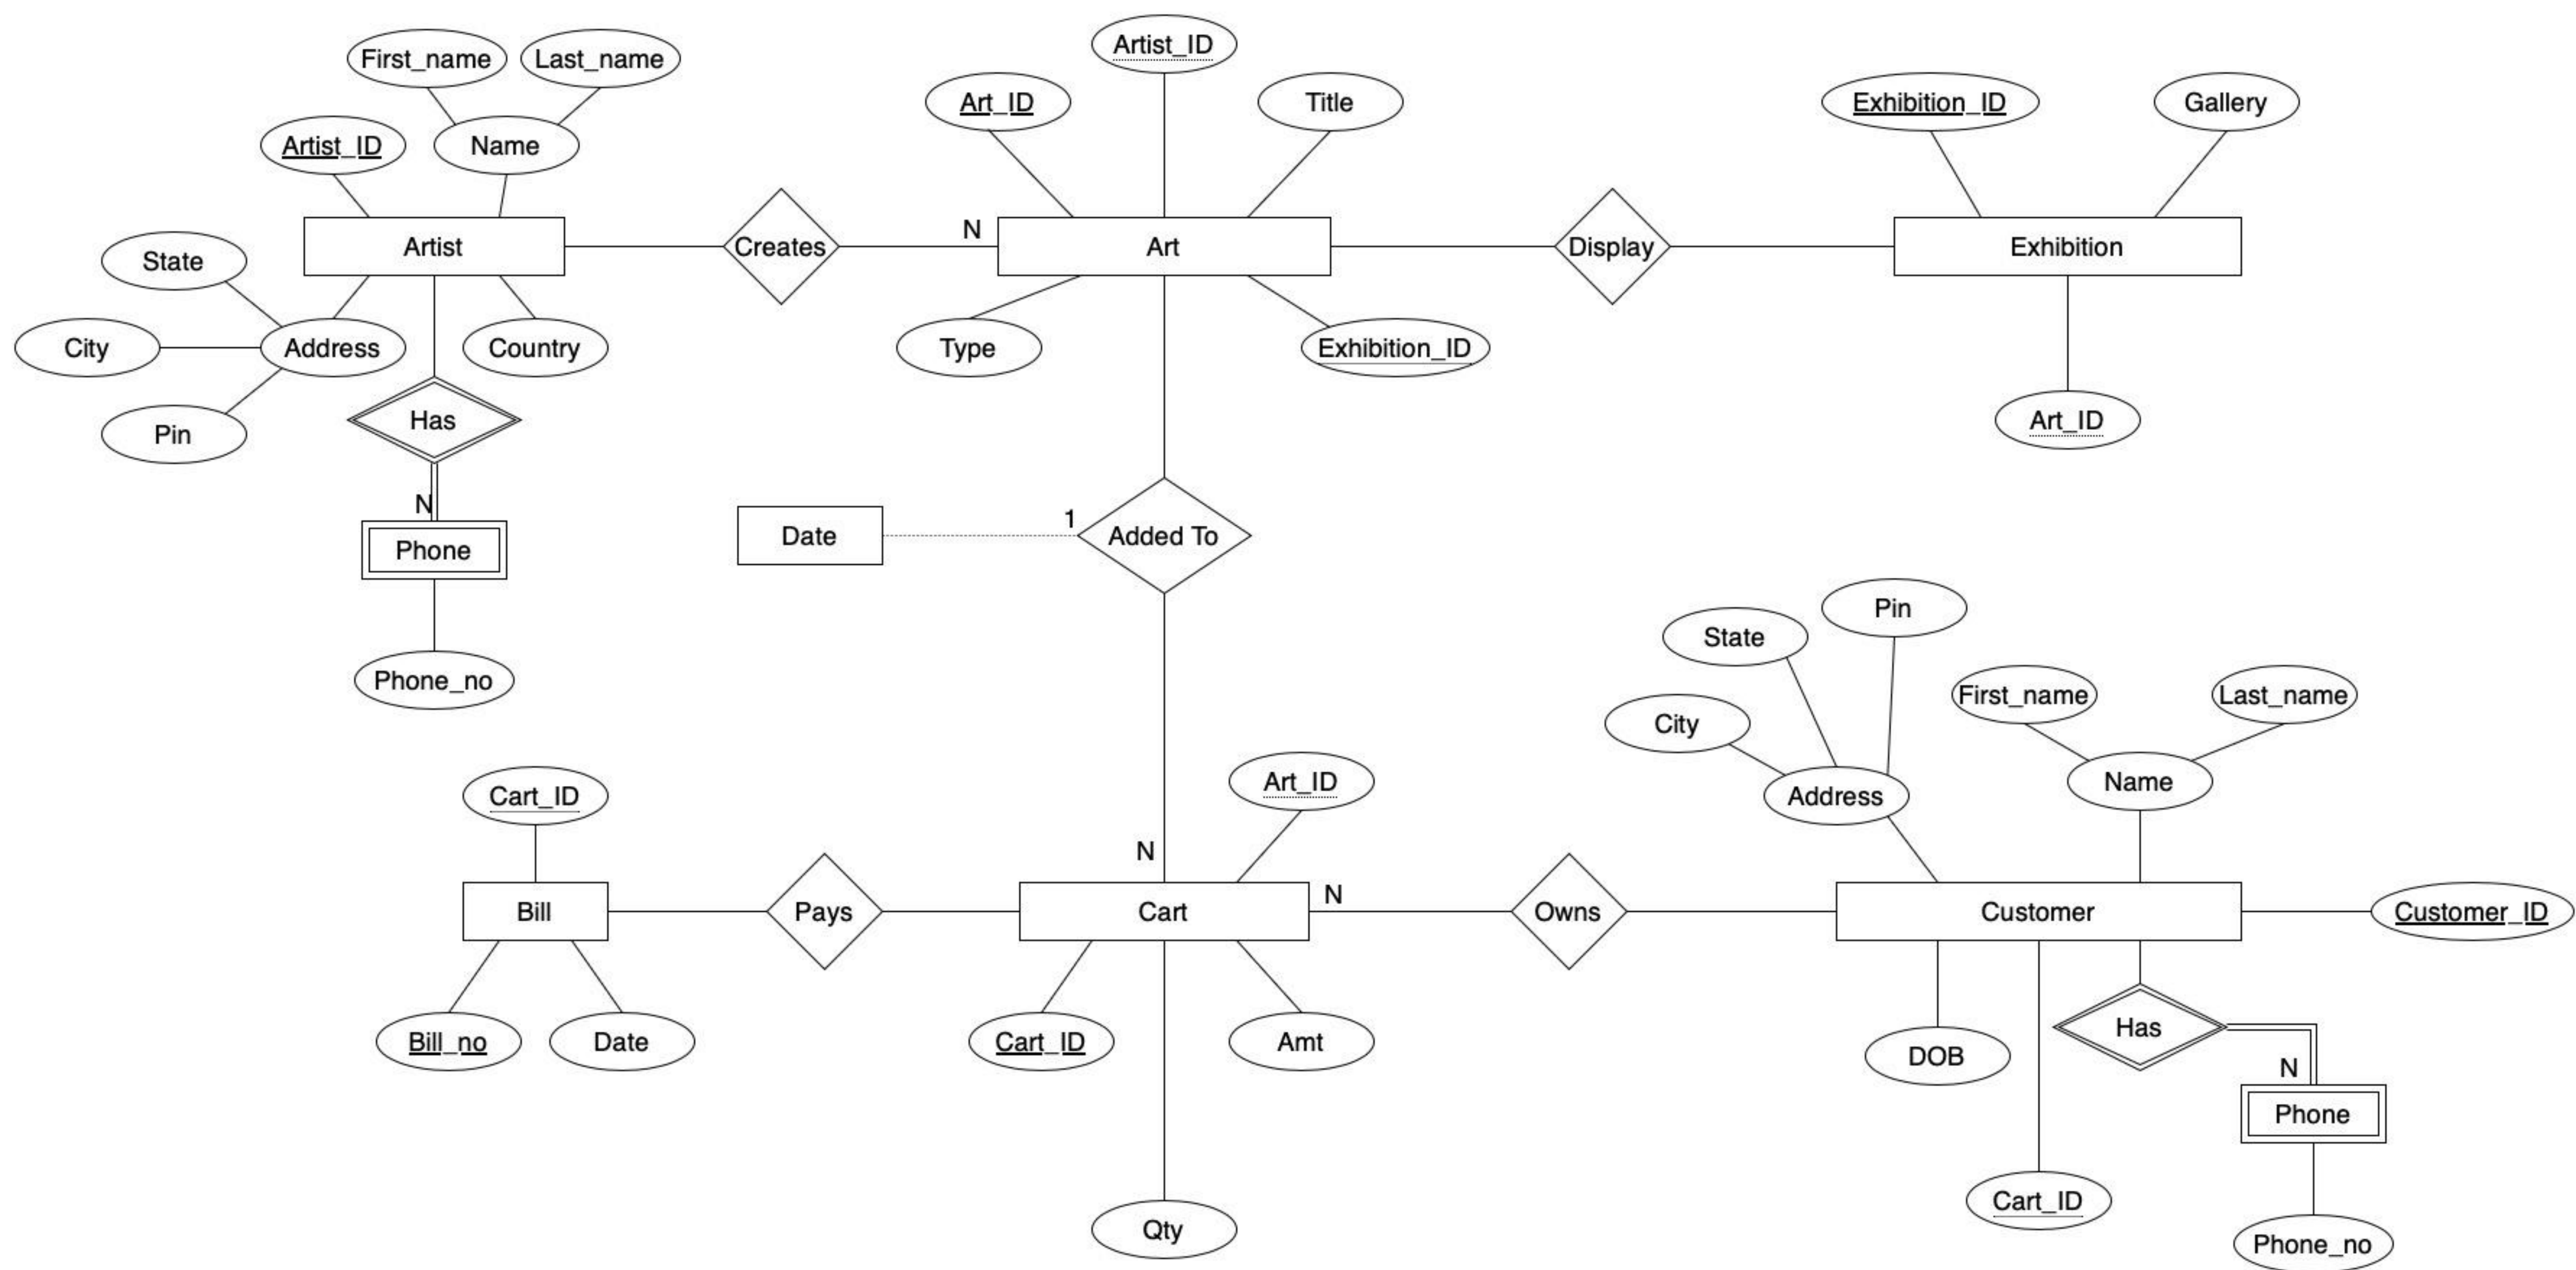 Artist_ID
First_name
Last_name
Art_ID
Title
Exhibition_ID
Gallery
Artist_ID
Name
State
Artist
Creates
N
Art
Display
Exhibition
City
Address
Country
Type
Exhibition_ID
Pin
Has
Art_ID
N
Phone
Date
1
Added To
Phone_no
State
Pin
City
First_name
Last_name
Cart_ID
Art_ID
Address
Name
N
Bill
Pays
Cart
N
Owns
Customer
Customer_ID
Bill_no
Date
Cart_ID
Amt
DOB
Has
N
Phone
Qty
Cart_ID
Phone_no